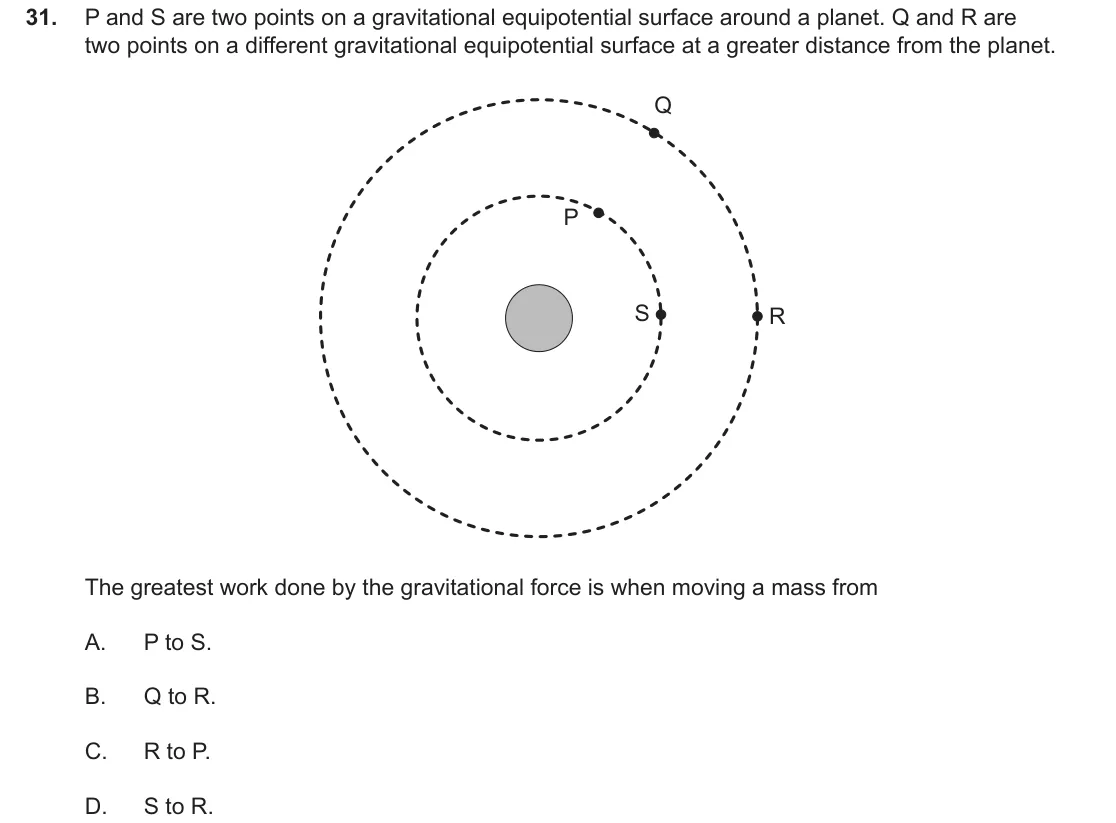 31. P and S are two points on a gravitational equipotential surface around a planet. Q and R are
two points on a different gravitational equipotential surface at a greater distance from the planet.
Q
P
S
R
The greatest work done by the gravitational force is when moving a mass from
A. P to S.
B. Q to R.
C. R to P.
D. S to R.